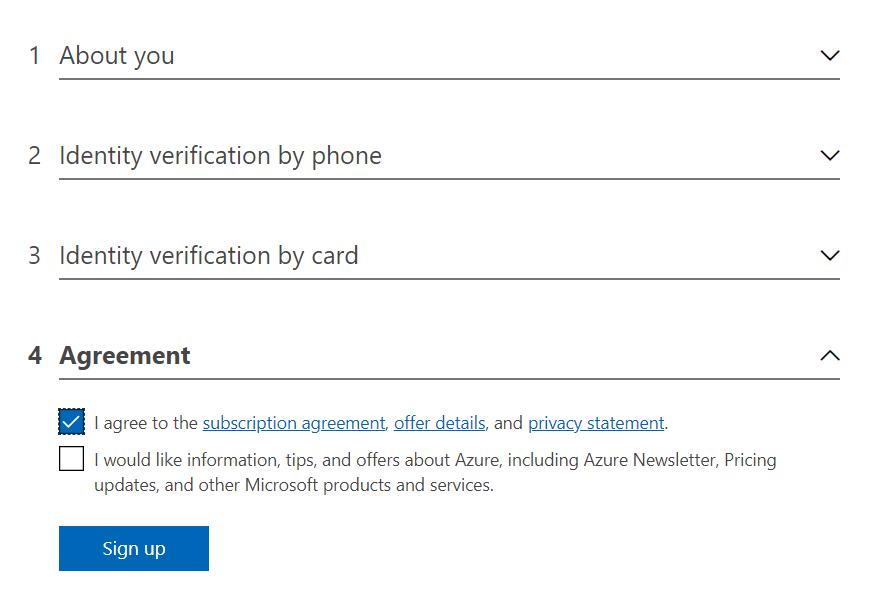 1 About you
2 Identity verification by phone
3 Identity verification by card
4 Agreement
I agree to the subscription agreement, offer details, and privacy statement.
I would like information, tips, and offers about Azure, including Azure Newsletter, Pricing
updates, and other Microsoft products and services.
Sign up